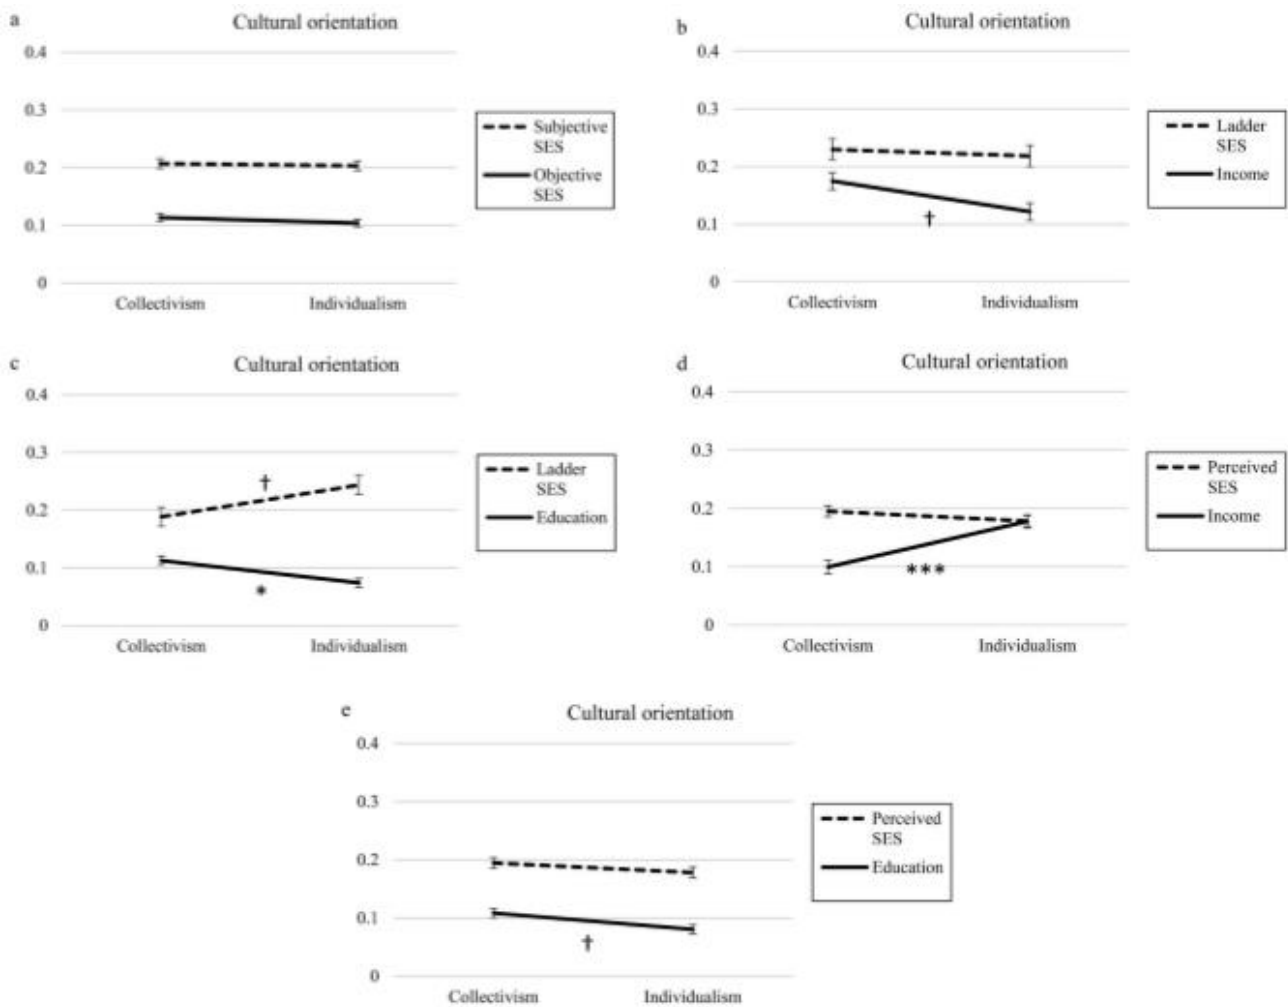 a
Cultural orientation
0.4
0.3
0.2
0.1
0
Collectivism Individualism
Subjective
SES
Objective
SES
b
Cultural orientation
0.4
0.3
0.2
0.1
0
†
Collectivism Individualism
Ladder
SES
Income
c
Cultural orientation
0.4
0.3
0.2
0.1
0
†
*
Collectivism Individualism
Ladder
SES
Education
d
Cultural orientation
0.4
0.3
0.2
0.1
0
***
Collectivism Individualism
Perceived
SES
Income
e
Cultural orientation
0.4
0.3
0.2
0.1
0
†
Collectivism Individualism
Perceived
SES
Education